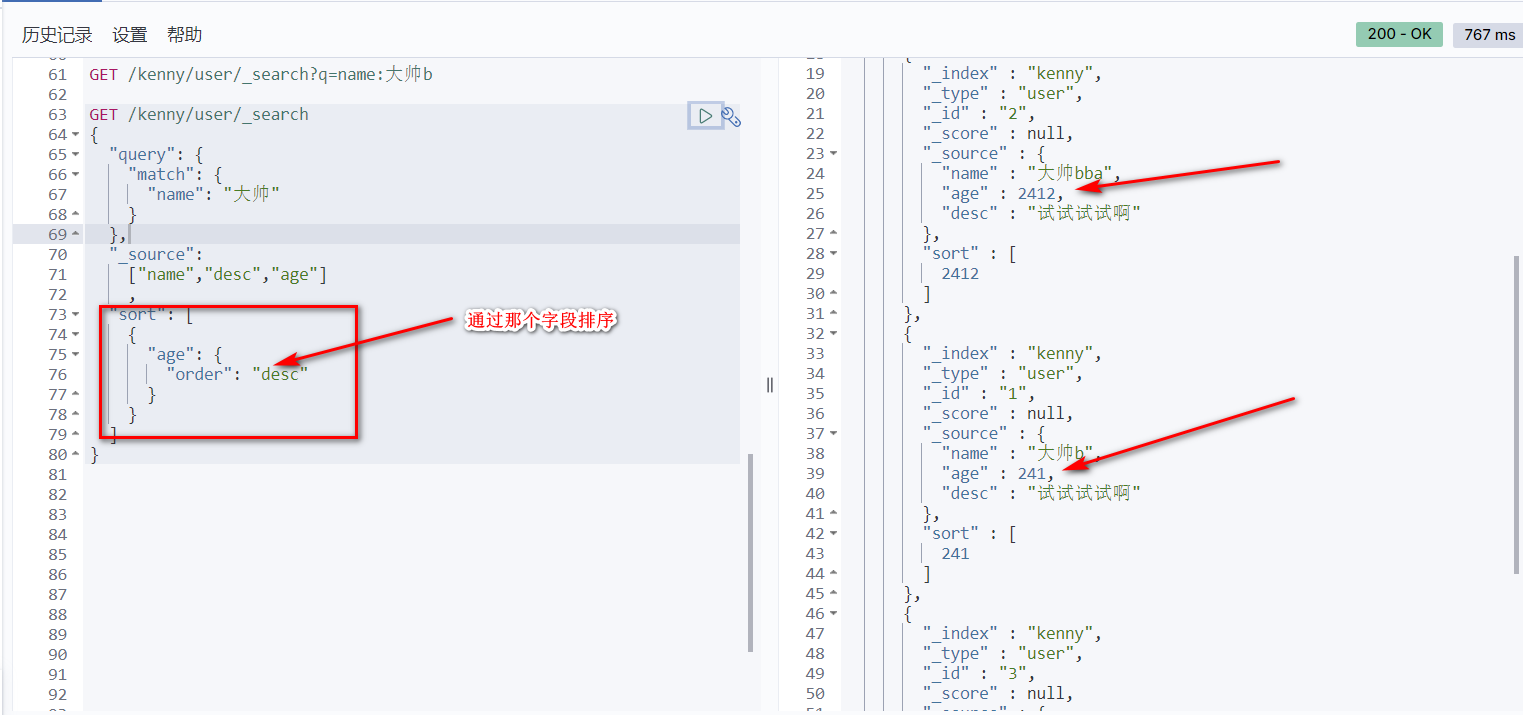 历史记录 设置 帮助
200 - OK 767 ms
61 GET /kenny/user/_search?q=name:大帅b
62
63 GET /kenny/user/_search
64 {
65 "query": {
66 "match": {
67 "name": "大帅"
68 }
69 },
70 "_source":
71 ["name","desc","age"]
72 ,
73 "sort": [
74 {
75 "age": {
76 "order": "desc"
77 }
78 }
79 ]
80 }
81
82
83
84
85
86
87
88
89
90
91
92
通过那个字段排序
19 "_index" : "kenny",
20 "_type" : "user",
21 "_id" : "2",
22 "_score" : null,
23 "_source" : {
24 "name" : "大帅bba",
25 "age" : 2412,
26 "desc" : "试试试试啊"
27 },
28 "sort" : [
29 2412
30 ]
31 },
32 {
33 "_index" : "kenny",
34 "_type" : "user",
35 "_id" : "1",
36 "_score" : null,
37 "_source" : {
38 "name" : "大帅b",
39 "age" : 241,
40 "desc" : "试试试试啊"
41 },
42 "sort" : [
43 241
44 ]
45 },
46 {
47 "_index" : "kenny",
48 "_type" : "user",
49 "_id" : "3",
50 "_score" : null,